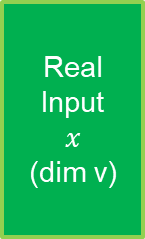 Real
Input
𝑥
(dim v)